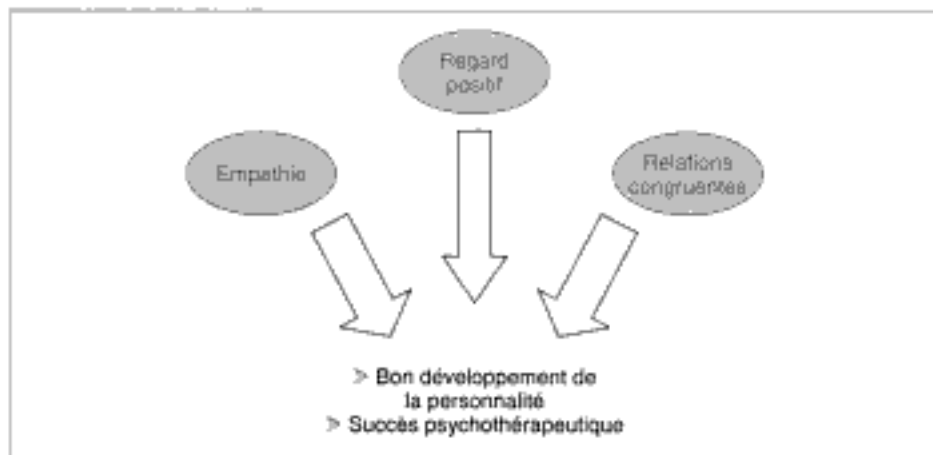 Regard
positif
Empathie
Relations
congruentes
➢ Bon développement de
la personnalité
➢ Succès psychothérapeutique